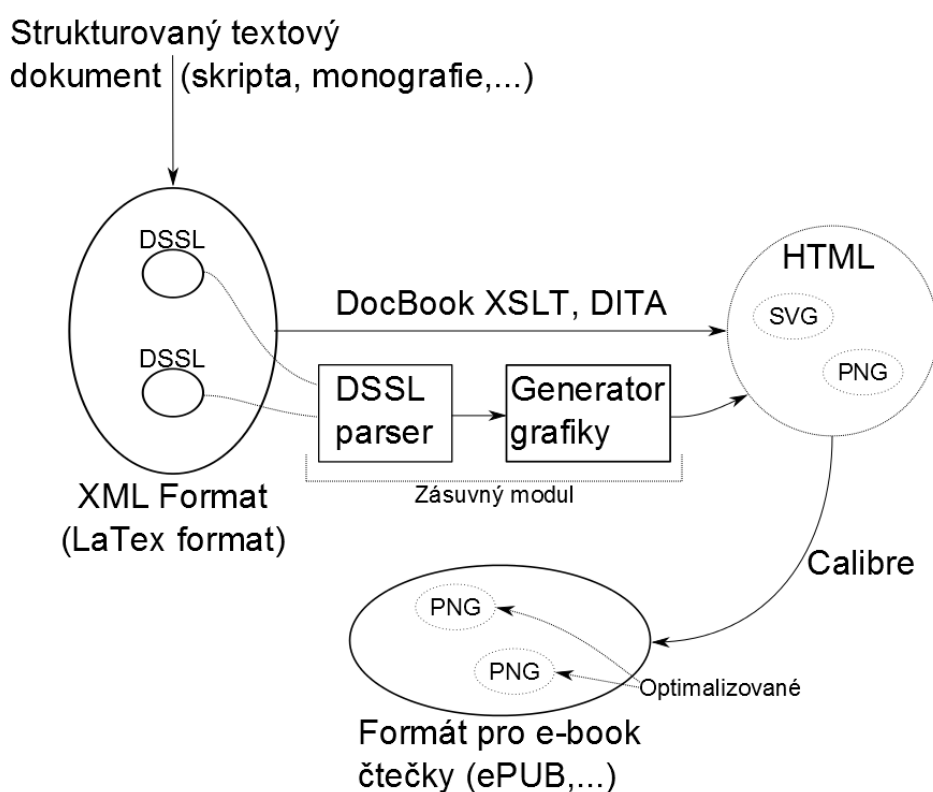 Strukturovaný textový
dokument (skripta, monografie,...)
DSSL
DSSL
HTML
SVG
PNG
DocBook XSLT, DITA
DSSL
parser
Generator
grafiky
Zásuvný modul
XML Format
(LaTex format)
Calibre
PNG
PNG
Optimalizované
Formát pro e-book
čtečky (ePUB,...)